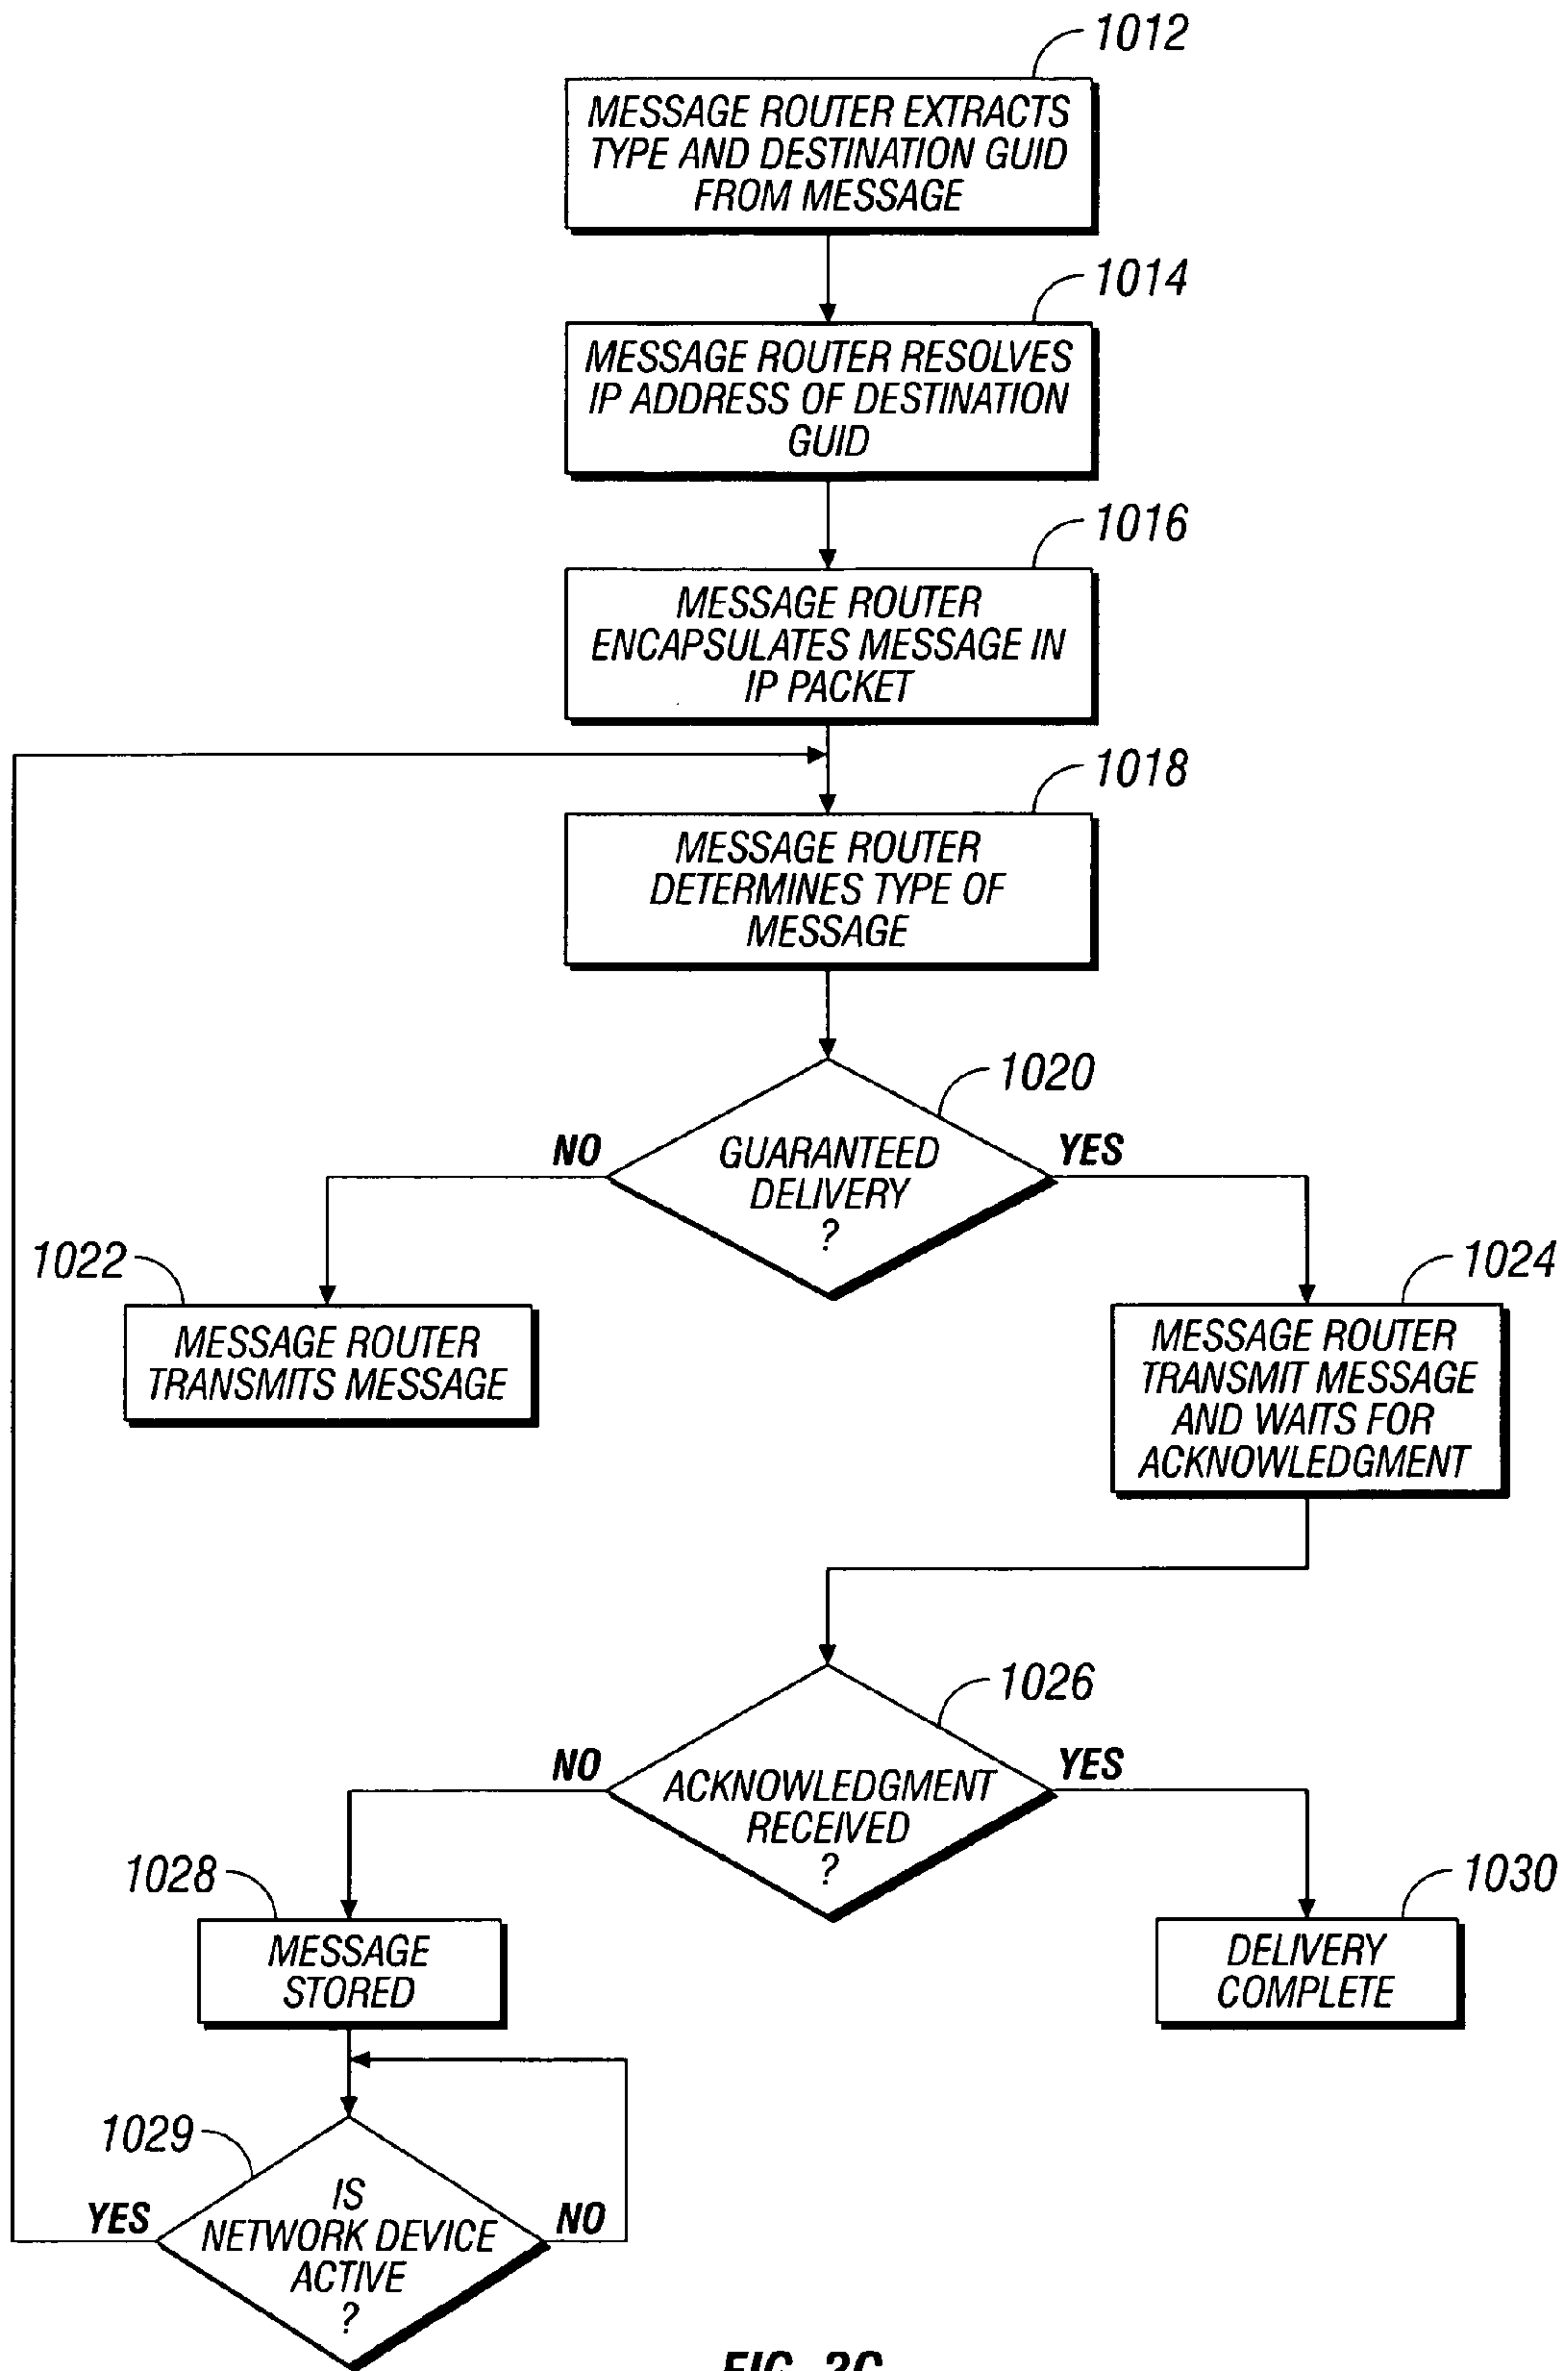 1012
MESSAGE ROUTER EXTRACTS
TYPE AND DESTINATION GUID
FROM MESSAGE
1014
MESSAGE ROUTER RESOLVES
IP ADDRESS OF DESTINATION
GUID
1016
MESSAGE ROUTER
ENCAPSULATES MESSAGE IN
IP PACKET
1018
MESSAGE ROUTER
DETERMINES TYPE OF
MESSAGE
1020
GUARANTEED
DELIVERY
?
NO
YES
1022
MESSAGE ROUTER
TRANSMITS MESSAGE
1024
MESSAGE ROUTER
TRANSMIT MESSAGE
AND WAITS FOR
ACKNOWLEDGMENT
1026
ACKNOWLEDGMENT
RECEIVED
?
NO
YES
1028
MESSAGE
STORED
1030
DELIVERY
COMPLETE
1029
IS
NETWORK DEVICE
ACTIVE
?
YES
NO
FIG. 3C